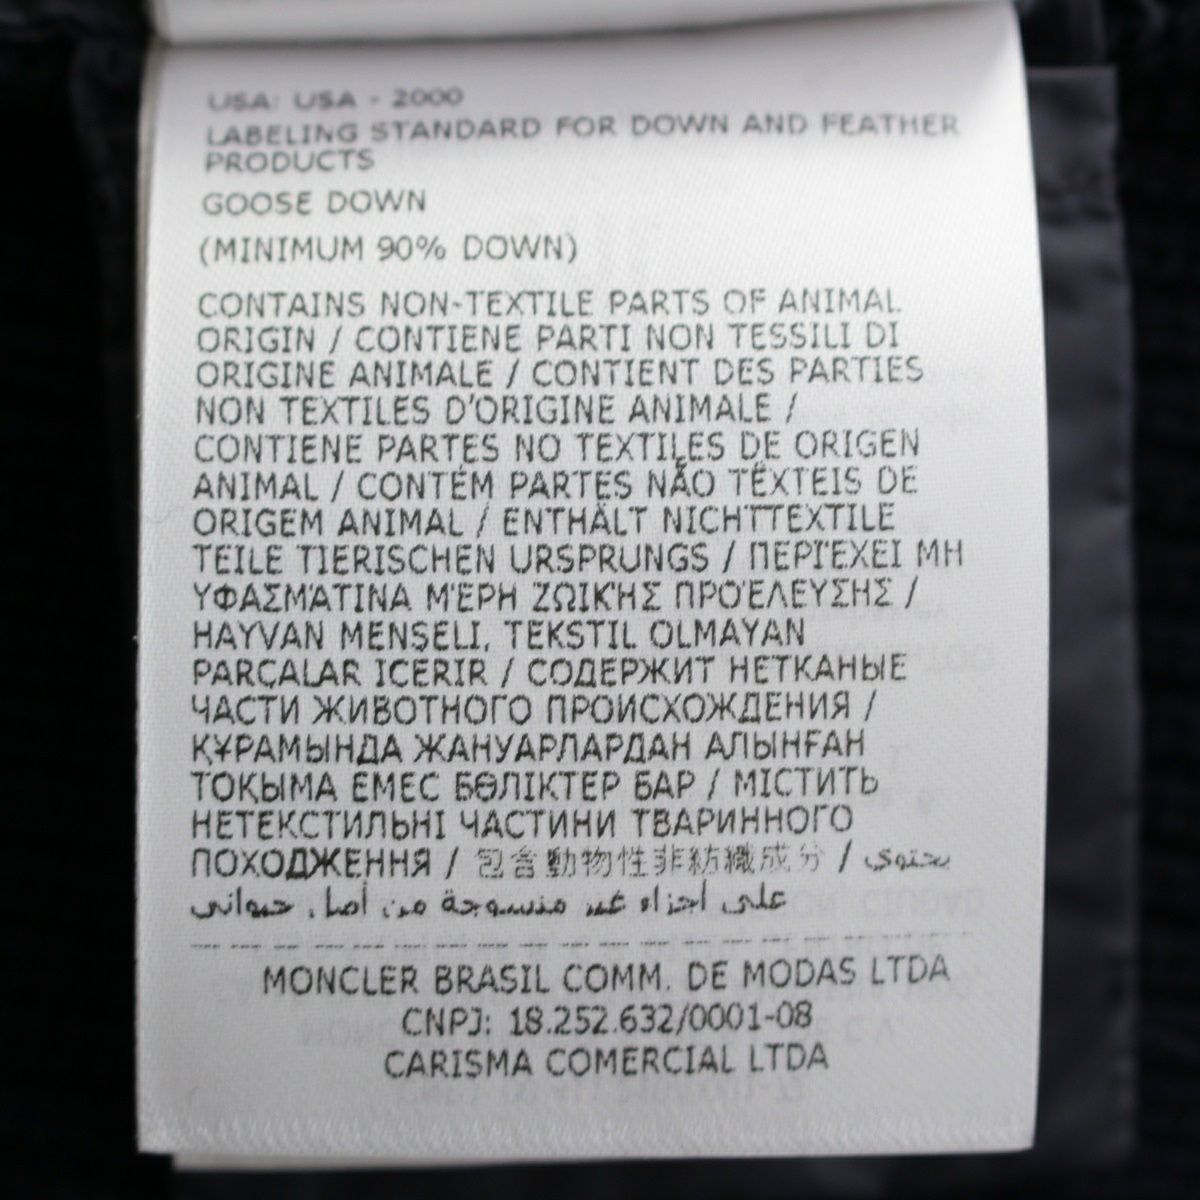 USA: USA - 2000
LABELING STANDARD FOR DOWN AND FEATHER
PRODUCTS
GOOSE DOWN
(MINIMUM 90% DOWN)
CONTAINS NON-TEXTILE PARTS OF ANIMAL
ORIGIN / CONTIENE PARTI NON TESSILI DI
ORIGINE ANIMALE / CONTIENT DES PARTIES
NON TEXTILES D'ORIGINE ANIMALE /
CONTIENE PARTES NO TEXTILES DE ORIGEN
ANIMAL / CONTÉM PARTES NÃO TÊXTEIS DE
ORIGEM ANIMAL / ENTHÄLT NICHTTEXTILE
TEILE TIERISCHEN URSPRUNGS / ΠΕΡΙΈΧΕΙ ΜΗ
ΥΦΑΣΜΆΤΙΝΑ ΜΈΡΗ ΖΩΙΚΉΣ ΠΡΟΈΛΕΥΣΗΣ /
HAYVAN MENŞELI, TEKSTIL OLMAYAN
PARÇALAR ICERIR / СОДЕРЖИТ НЕТКАНЫЕ
ЧАСТИ ЖИВОТНОГО ПРОИСХОЖДЕНИЯ /
ҚҰРАМЫНДА ЖАНУАРЛАРДАН АЛЫНҒАН
ТОҚЫМА ЕМЕС БӨЛІКТЕР БАР / МІСТИТЬ
НЕТЕКСТИЛЬНІ ЧАСТИНИ ТВАРИННОГО
ПОХОДЖЕННЯ / 包含動物性非紡織成分 / يحتوي
على اجزاء غير منسوجة من أصل حيواني
MONCLER BRASIL COMM. DE MODAS LTDA
CNPJ: 18.252.632/0001-08
CARISMA COMERCIAL LTDA